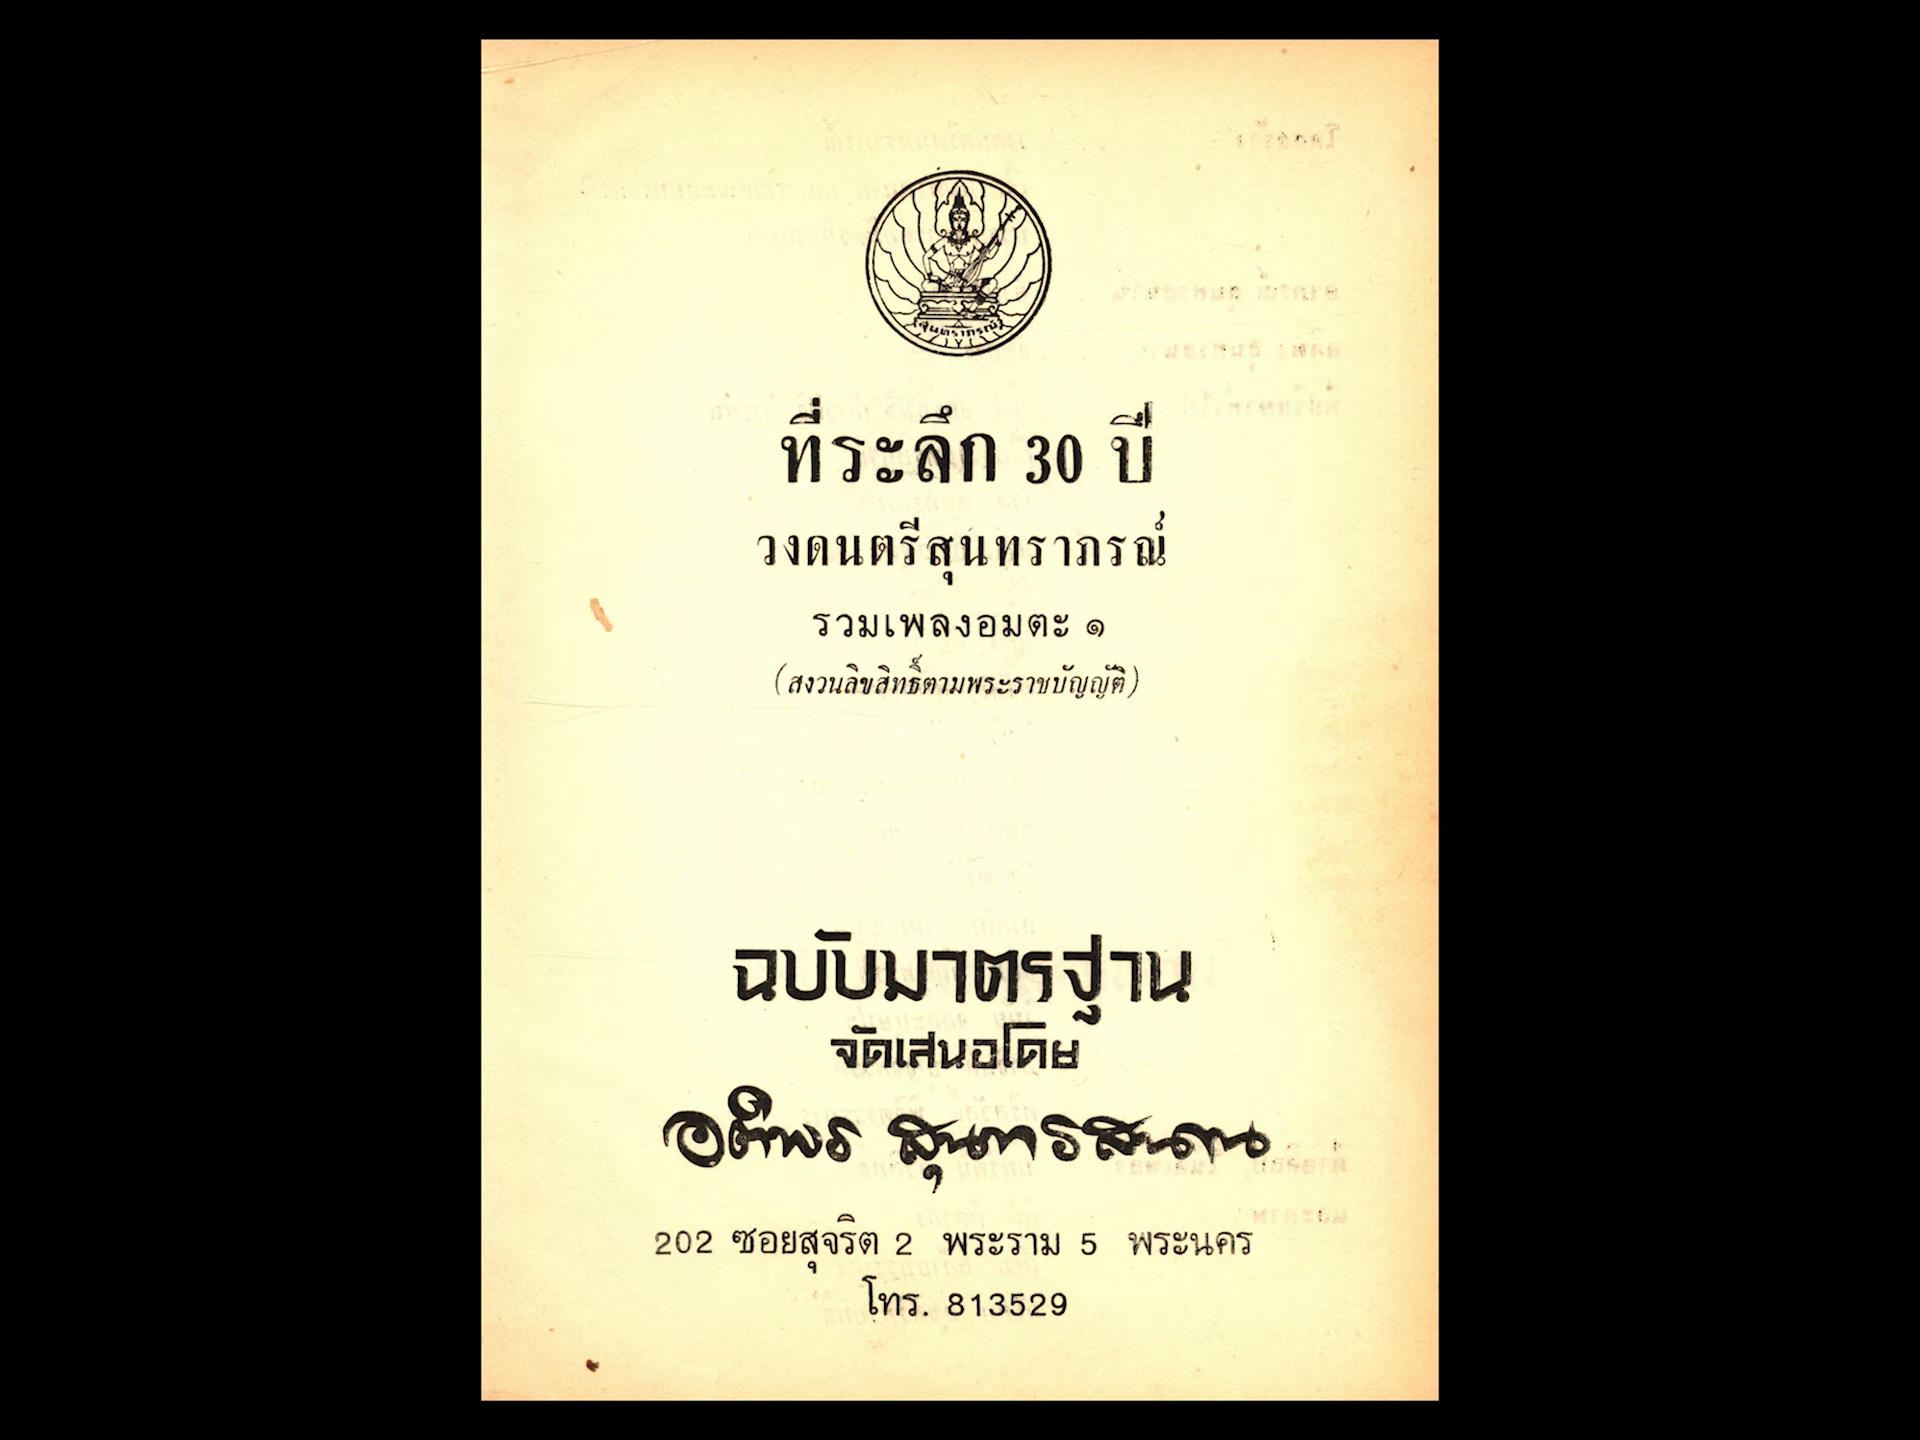 สุนทราภรณ์
ที่ระลึก 30 ปี
วงดนตรีสุนทราภรณ์
รวมเพลงอมตะ ๑
(สงวนลิขสิทธิ์ตามพระราชบัญญัติ)
ฉบับมาตรฐาน
จัดเสนอโดย
อติพร สุนทรสนาน
202 ซอยสุจริต 2 พระราม 5 พระนคร
โทร. 813529